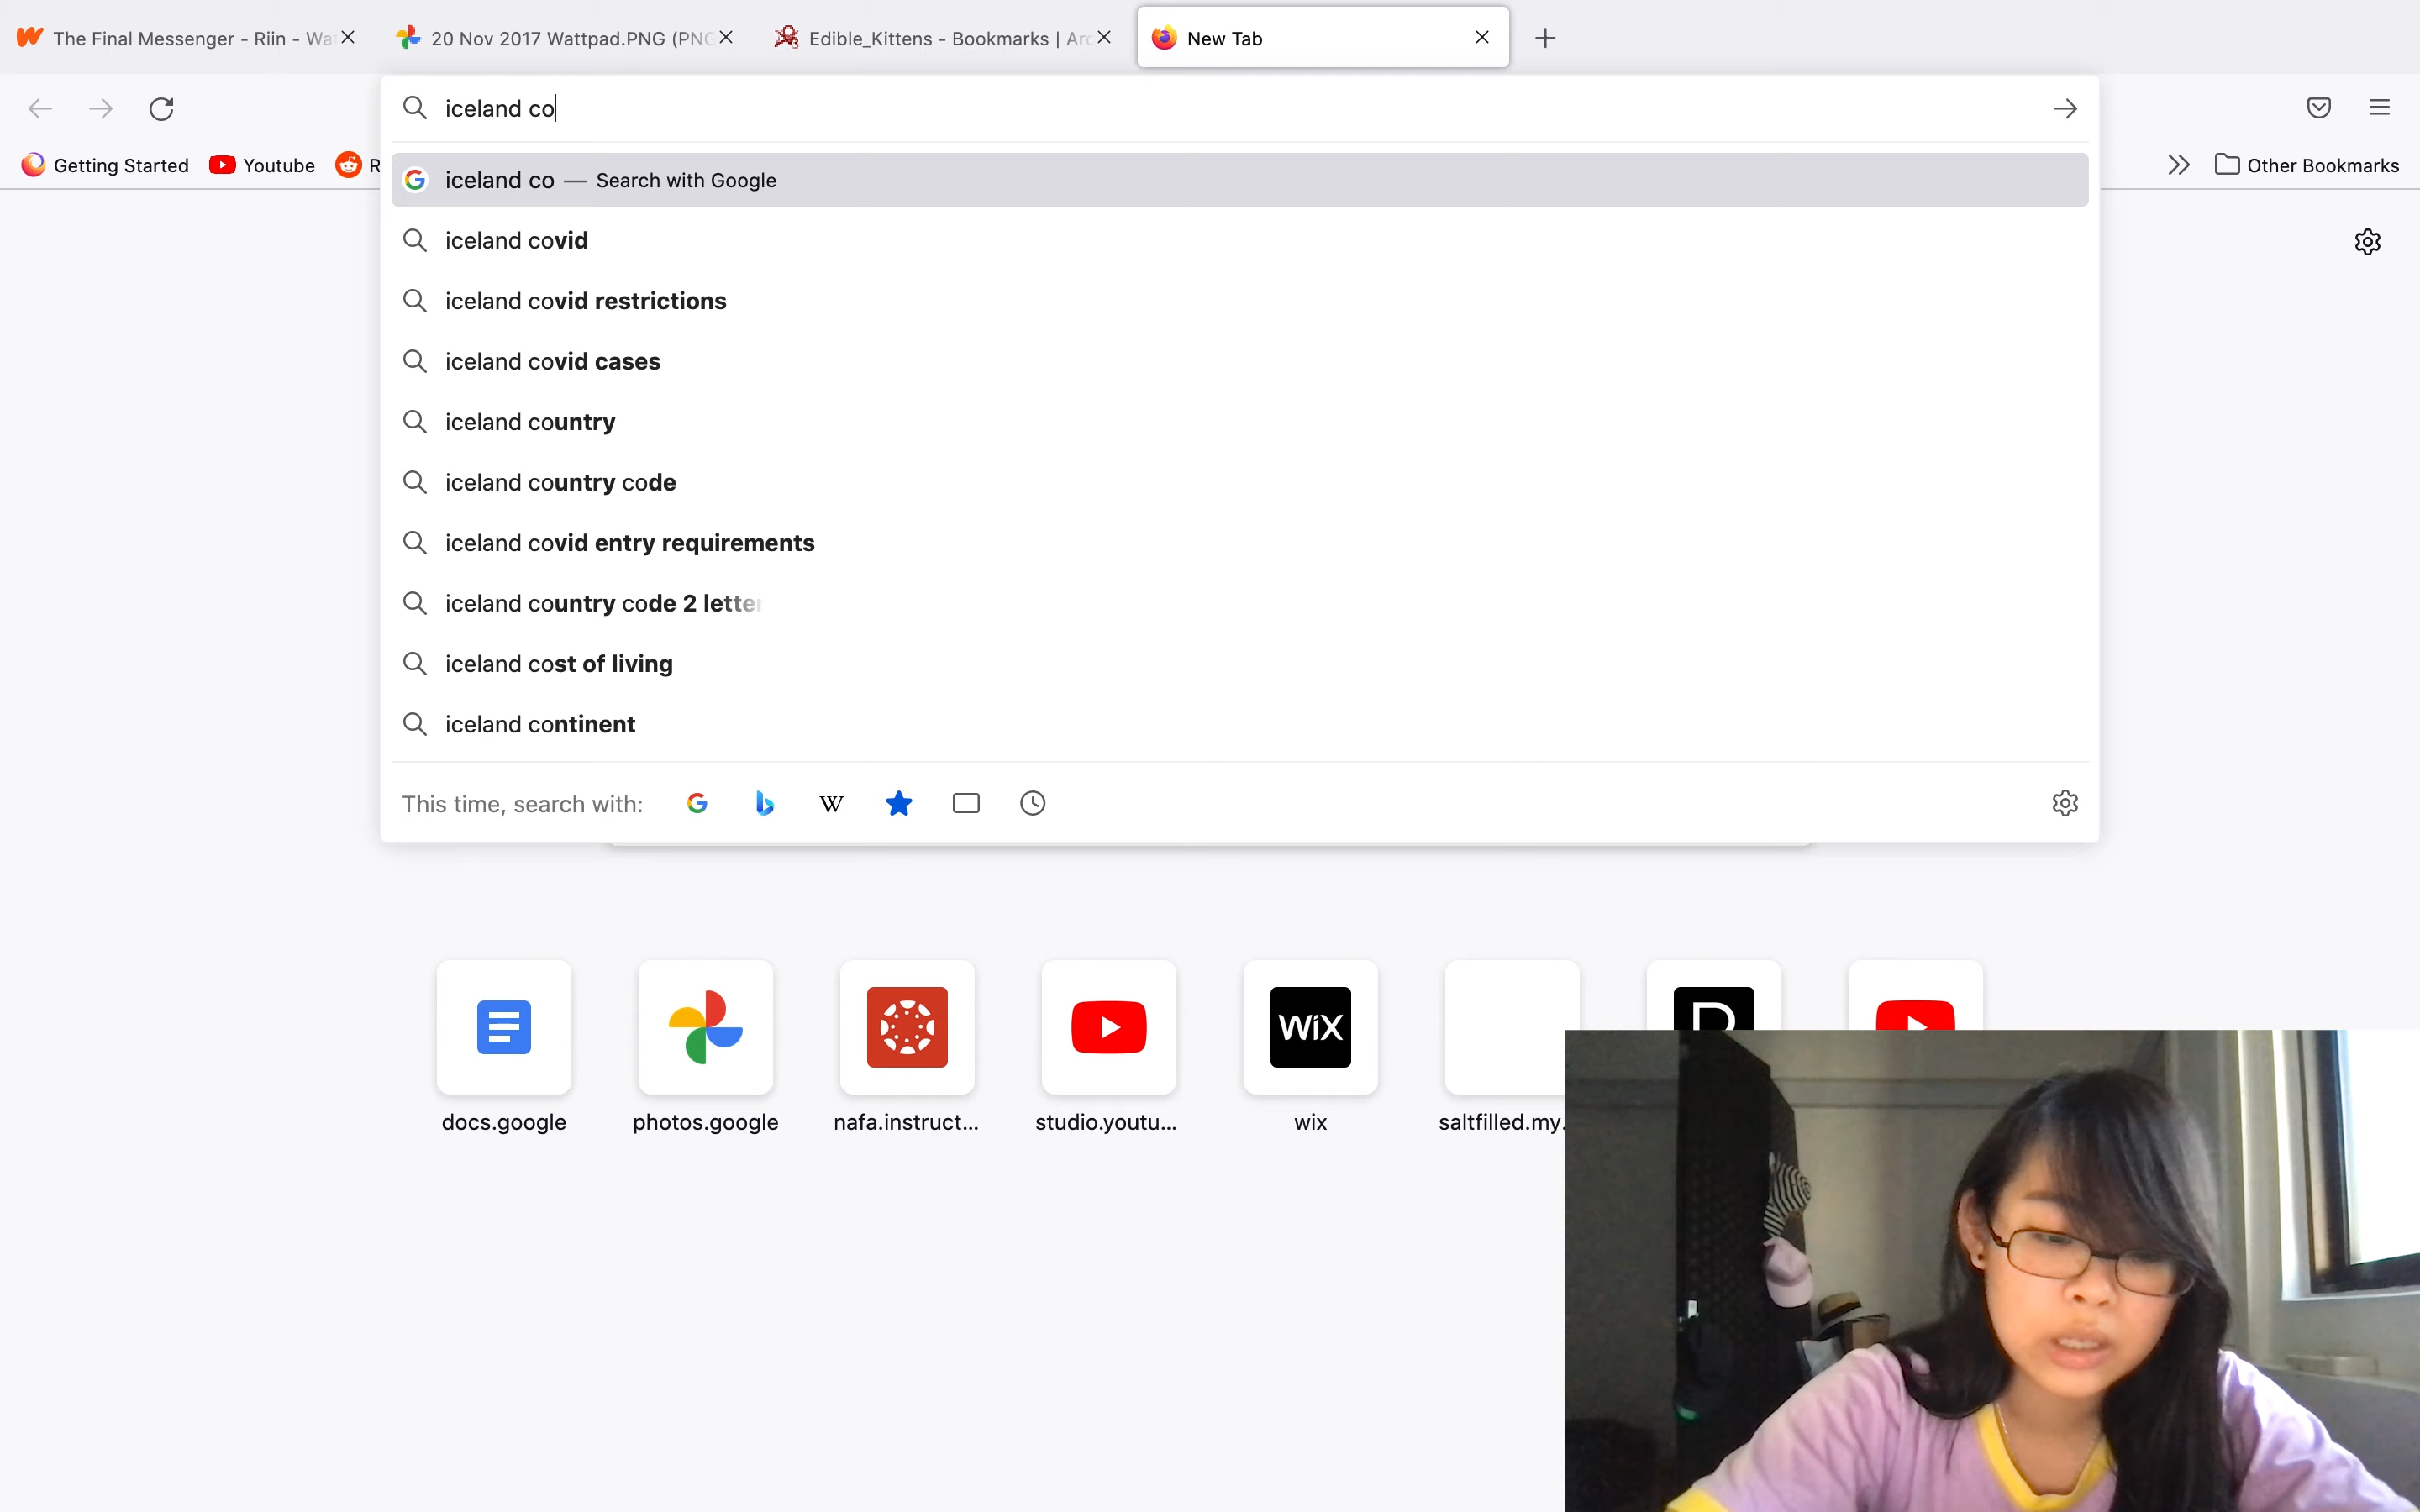 The Final Messenger - Riin - Wat
20 Nov 2017 Wattpad.PNG (PNG
Edible_Kittens - Bookmarks | Arc
New Tab
iceland co
Getting Started
Youtube
R
Other Bookmarks
iceland co — Search with Google
iceland covid
iceland covid restrictions
iceland covid cases
iceland country
iceland country code
iceland covid entry requirements
iceland country code 2 letter
iceland cost of living
iceland continent
This time, search with:
W
WiX
docs.google
photos.google
nafa.instruct...
studio.youtu...
wix
saltfilled.my.